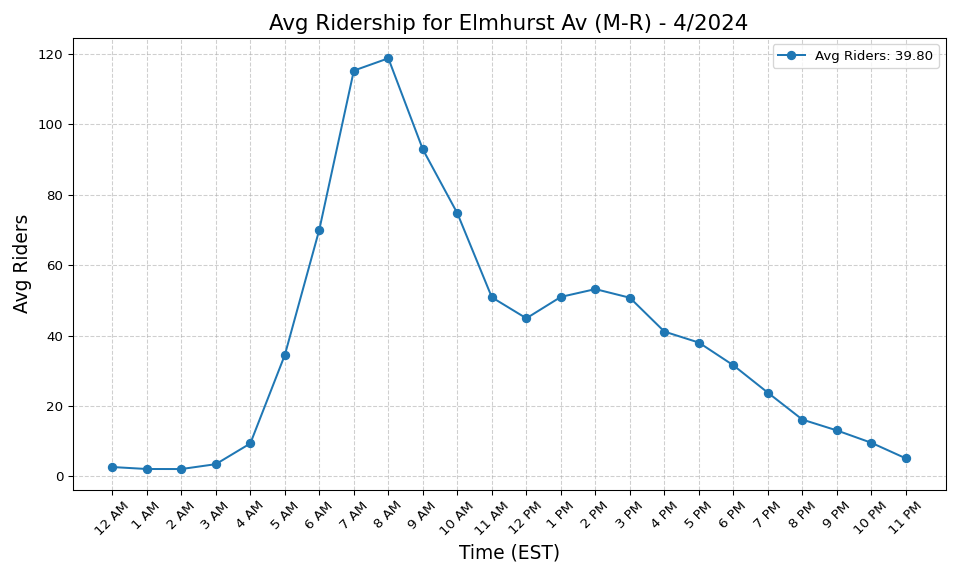 Avg Ridership for Elmhurst Av (M-R) - 4/2024
Avg Riders: 39.80
120
100
80
60
40
20
0
Avg Riders
12 AM
1 AM
2 AM
3 AM
4 AM
5 AM
6 AM
7 AM
8 AM
9 AM
10 AM
11 AM
12 PM
1 PM
2 PM
3 PM
4 PM
5 PM
6 PM
7 PM
8 PM
9 PM
10 PM
11 PM
Time (EST)